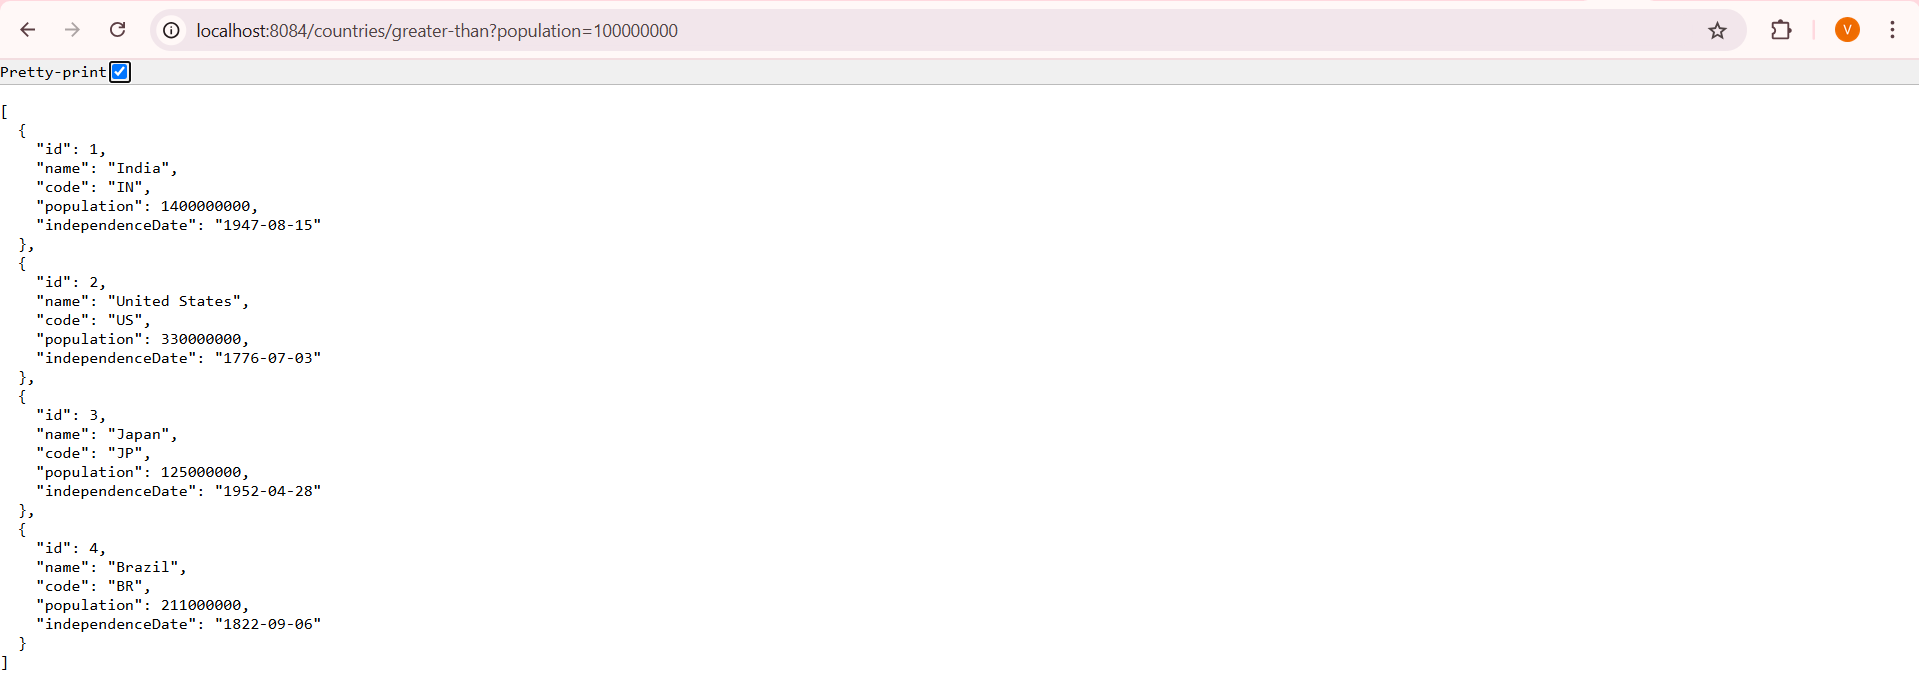 localhost:8084/countries/greater-than?population=100000000
V
Pretty-print
[
  {
    "id": 1,
    "name": "India",
    "code": "IN",
    "population": 1400000000,
    "independenceDate": "1947-08-15"
  },
  {
    "id": 2,
    "name": "United States",
    "code": "US",
    "population": 330000000,
    "independenceDate": "1776-07-03"
  },
  {
    "id": 3,
    "name": "Japan",
    "code": "JP",
    "population": 125000000,
    "independenceDate": "1952-04-28"
  },
  {
    "id": 4,
    "name": "Brazil",
    "code": "BR",
    "population": 211000000,
    "independenceDate": "1822-09-06"
  }
]